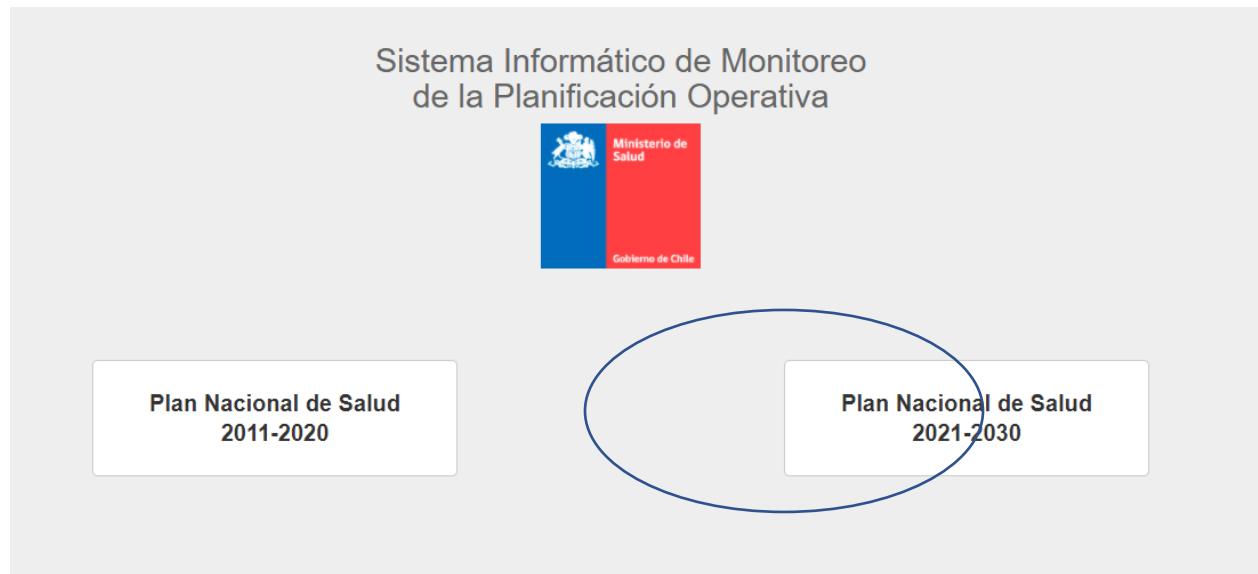 Sistema Informático de Monitoreo
de la Planificación Operativa
Ministerio de
Salud
Gobierno de Chile
Plan Nacional de Salud
2011-2020
Plan Nacional de Salud
2021-2030